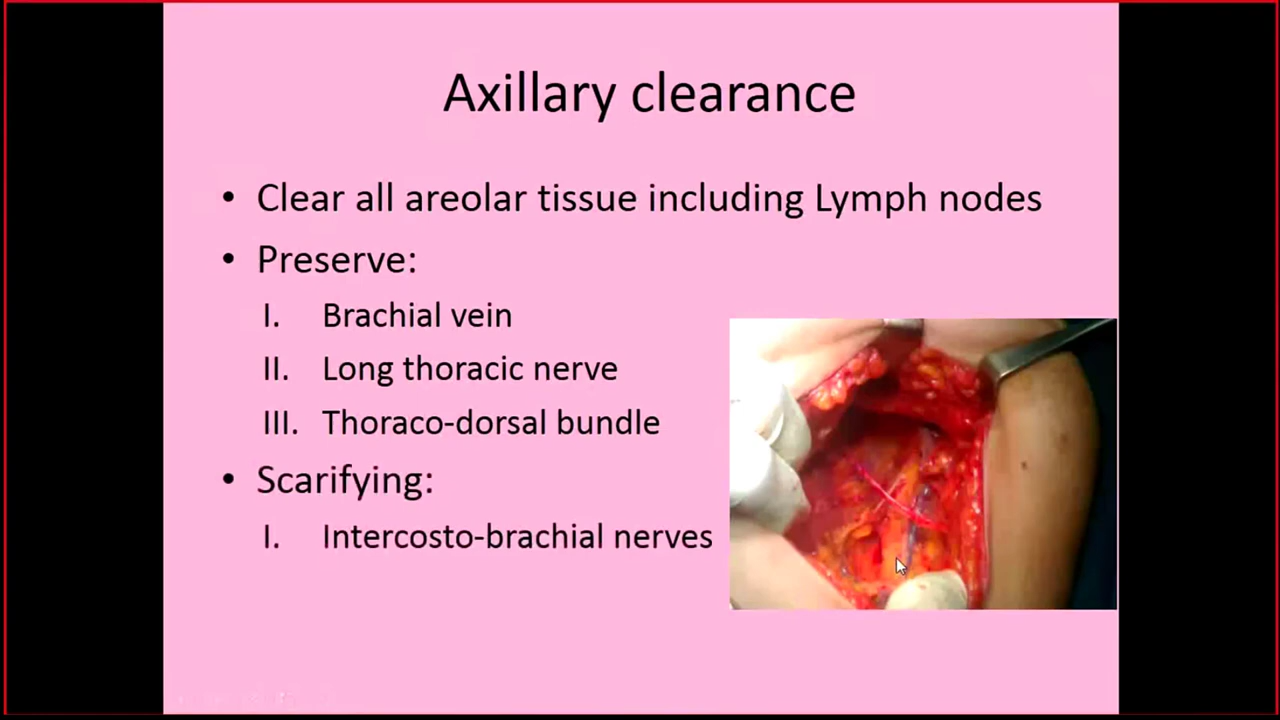 Axillary clearance
• Clear all areolar tissue including Lymph nodes
• Preserve:
I. Brachial vein
II. Long thoracic nerve
III. Thoraco-dorsal bundle
• Scarifying:
I. Intercosto-brachial nerves